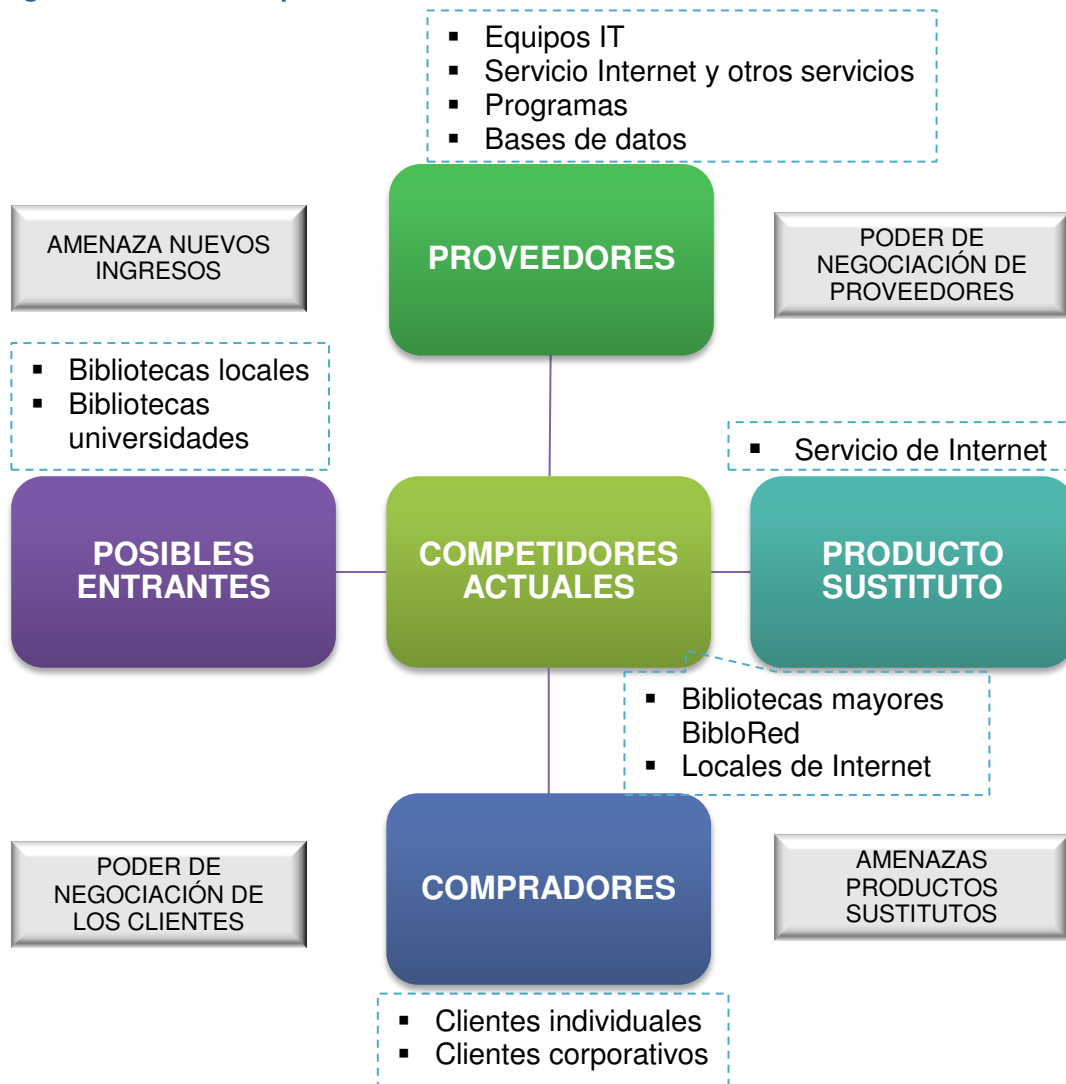 ▪ Equipos IT
▪ Servicio Internet y otros servicios
▪ Programas
▪ Bases de datos
AMENAZA NUEVOS
INGRESOS
PROVEEDORES
PODER DE
NEGOCIACIÓN DE
PROVEEDORES
▪ Bibliotecas locales
▪ Bibliotecas
universidades
▪ Servicio de Internet
POSIBLES
ENTRANTES
COMPETIDORES
ACTUALES
PRODUCTO
SUSTITUTO
▪ Bibliotecas mayores
BibloRed
▪ Locales de Internet
PODER DE
NEGOCIACIÓN DE
LOS CLIENTES
COMPRADORES
AMENAZAS
PRODUCTOS
SUSTITUTOS
▪ Clientes individuales
▪ Clientes corporativos